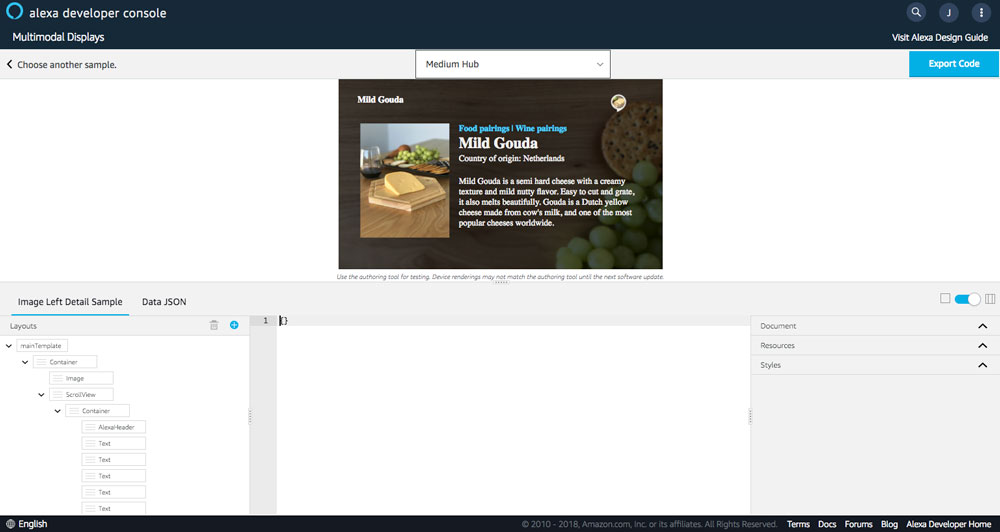 alexa developer console
J
Multimodal Displays
Visit Alexa Design Guide
Choose another sample.
Medium Hub
Export Code
Mild Gouda
Food pairings | Wine pairings
Mild Gouda
Country of origin: Netherlands
Mild Gouda is a semi hard cheese with a creamy
texture and mild nutty flavor. Easy to cut and grate,
it also melts beautifully. Gouda is a Dutch yellow
cheese made from cow's milk, and one of the most
popular cheeses worldwide.
Use the authoring tool for testing. Device renderings may not match the authoring tool until the next software update.
Image Left Detail Sample
Data JSON
Layouts
1 {}
Document
mainTemplate
Resources
Container
Styles
Image
ScrollView
Container
AlexaHeader
Text
Text
Text
Text
Text
English
© 2010 - 2018, Amazon.com, Inc. or its affiliates. All Rights Reserved.
Terms
Docs
Forums
Blog
Alexa Developer Home